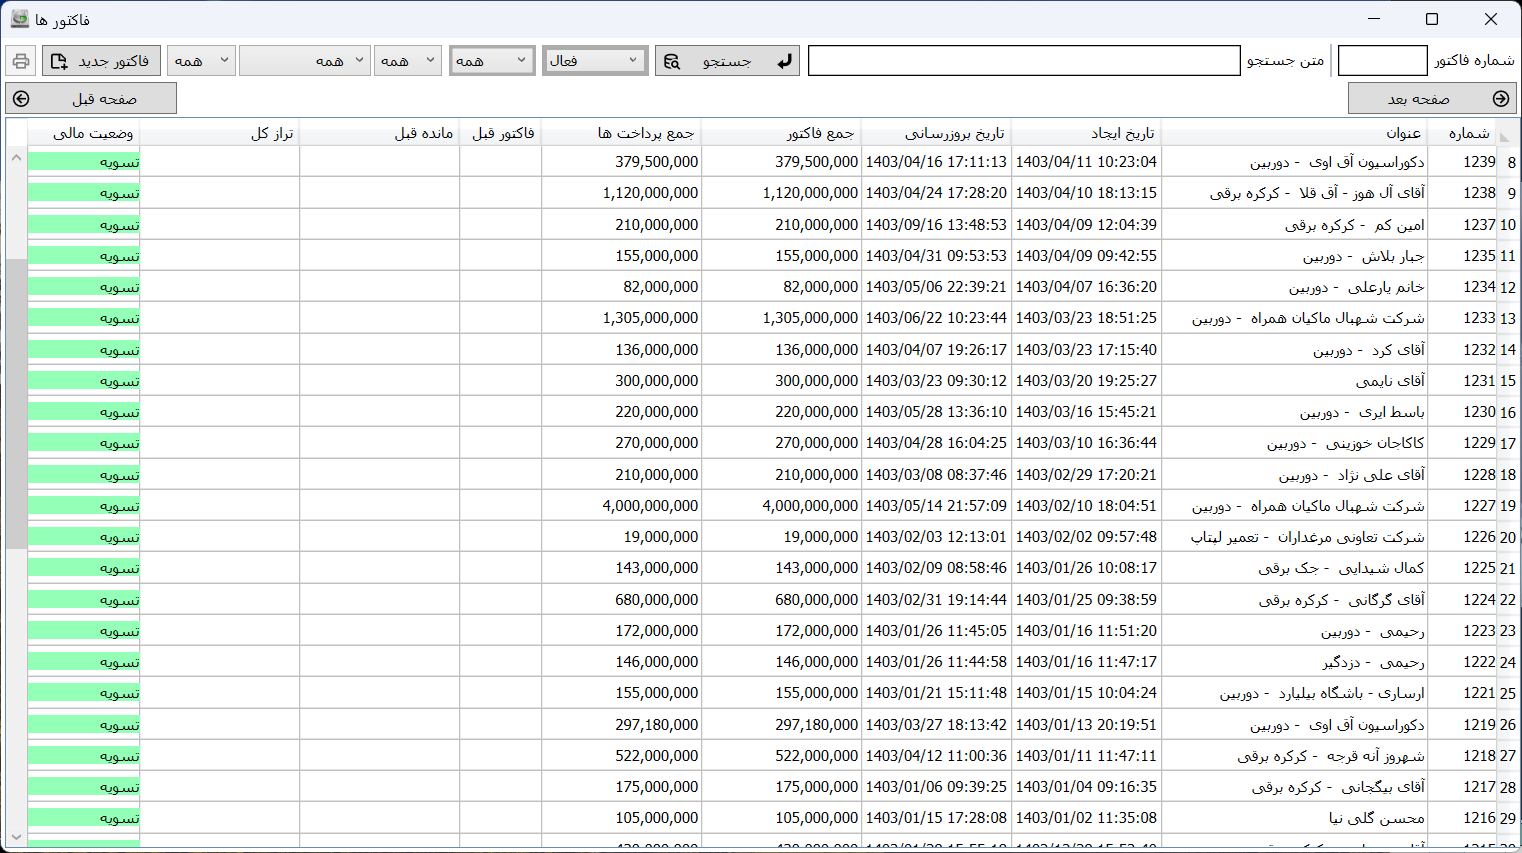 فاکتور ها
شماره فاکتور متن جستجو جستجو فعال همه همه همه همه فاکتور جدید
صفحه بعد صفحه قبل
شماره عنوان تاریخ ایجاد تاریخ بروزرسانی جمع فاکتور جمع پرداخت ها فاکتور قبل مانده قبل تراز کل وضعیت مالی
8 1239 دکوراسیون آق اوی - دوربین 1403/04/11 10:23:04 1403/04/16 17:11:13 379,500,000 379,500,000 تسویه
9 1238 آقای آل هوز - آق قلا - کرکره برقی 1403/04/10 18:13:15 1403/04/24 17:28:20 1,120,000,000 1,120,000,000 تسویه
10 1237 امین کم - کرکره برقی 1403/04/09 12:04:39 1403/09/16 13:48:53 210,000,000 210,000,000 تسویه
11 1235 جبار بلاش - دوربین 1403/04/09 09:42:55 1403/04/31 09:53:53 155,000,000 155,000,000 تسویه
12 1234 خانم یارعلی - دوربین 1403/04/07 16:36:20 1403/05/06 22:39:21 82,000,000 82,000,000 تسویه
13 1233 شرکت شهبال ماکیان همراه - دوربین 1403/03/23 18:51:25 1403/06/22 10:23:44 1,305,000,000 1,305,000,000 تسویه
14 1232 آقای کرد - دوربین 1403/03/23 17:15:40 1403/04/07 19:26:17 136,000,000 136,000,000 تسویه
15 1231 آقای نایمی 1403/03/20 19:25:27 1403/03/23 09:30:12 300,000,000 300,000,000 تسویه
16 1230 باسط ایری - دوربین 1403/03/16 15:45:21 1403/05/28 13:36:10 220,000,000 220,000,000 تسویه
17 1229 کاکاجان خوزینی - دوربین 1403/03/10 16:36:44 1403/04/28 16:04:25 270,000,000 270,000,000 تسویه
18 1228 آقای علی نژاد - دوربین 1403/02/29 17:20:21 1403/03/08 08:37:46 210,000,000 210,000,000 تسویه
19 1227 شرکت شهبال ماکیان همراه - دوربین 1403/02/10 18:04:51 1403/05/14 21:57:09 4,000,000,000 4,000,000,000 تسویه
20 1226 شرکت تعاونی مرغداران - تعمیر لپتاپ 1403/02/02 09:57:48 1403/02/03 12:13:01 19,000,000 19,000,000 تسویه
21 1225 کمال شیدایی - جک برقی 1403/01/26 10:08:17 1403/02/09 08:58:46 143,000,000 143,000,000 تسویه
22 1224 آقای گرگانی - کرکره برقی 1403/01/25 09:38:59 1403/02/31 19:14:44 680,000,000 680,000,000 تسویه
23 1223 رحیمی - دوربین 1403/01/16 11:51:20 1403/01/26 11:45:05 172,000,000 172,000,000 تسویه
24 1222 رحیمی - دزدگیر 1403/01/16 11:47:17 1403/01/26 11:44:58 146,000,000 146,000,000 تسویه
25 1221 ارساری - باشگاه بیلیارد - دوربین 1403/01/15 10:04:24 1403/01/21 15:11:48 155,000,000 155,000,000 تسویه
26 1219 دکوراسیون آق اوی - دوربین 1403/01/13 20:19:51 1403/03/27 18:13:42 297,180,000 297,180,000 تسویه
27 1218 شهروز آنه قرجه - کرکره برقی 1403/01/11 11:47:11 1403/04/12 11:00:36 522,000,000 522,000,000 تسویه
28 1217 آقای بیگجانی - کرکره برقی 1403/01/04 09:16:35 1403/01/06 09:39:25 175,000,000 175,000,000 تسویه
29 1216 محسن گلی نیا 1403/01/02 11:35:08 1403/01/15 17:28:08 105,000,000 105,000,000 تسویه